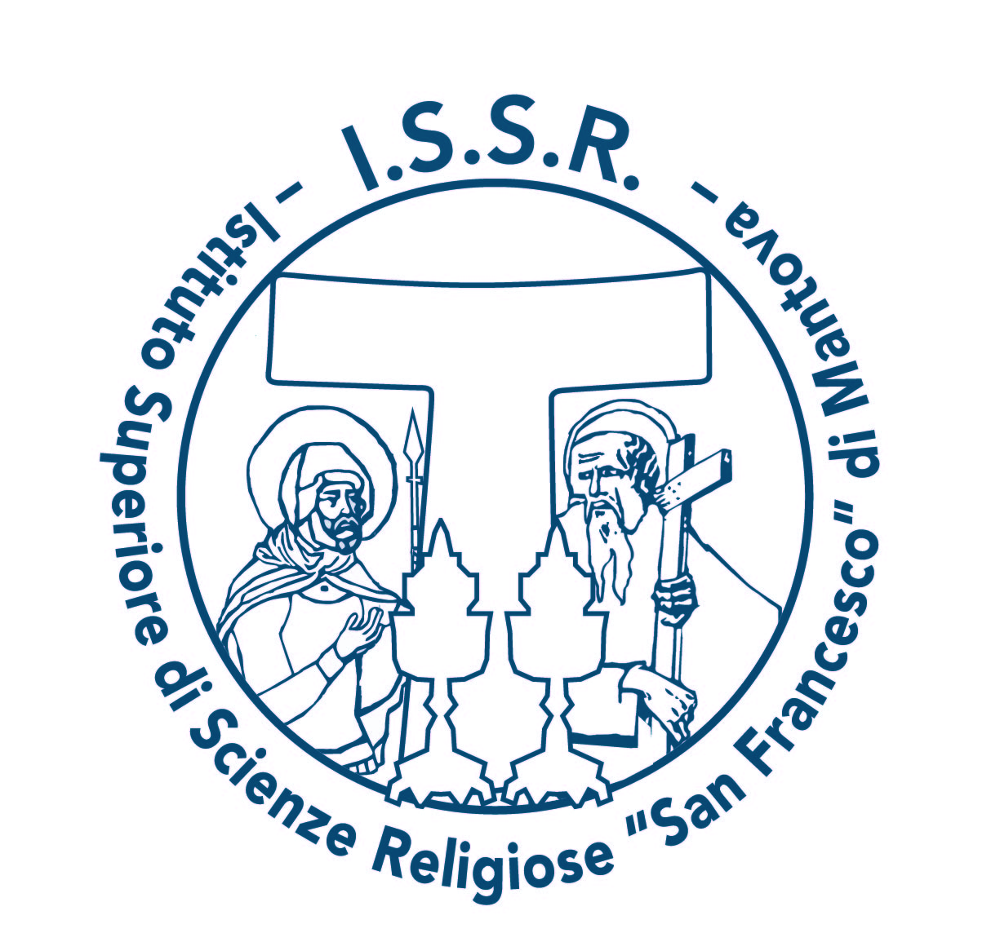 I.S.S.R.
– Istituto Superiore di Scienze Religiose "San Francesco" di Mantova –